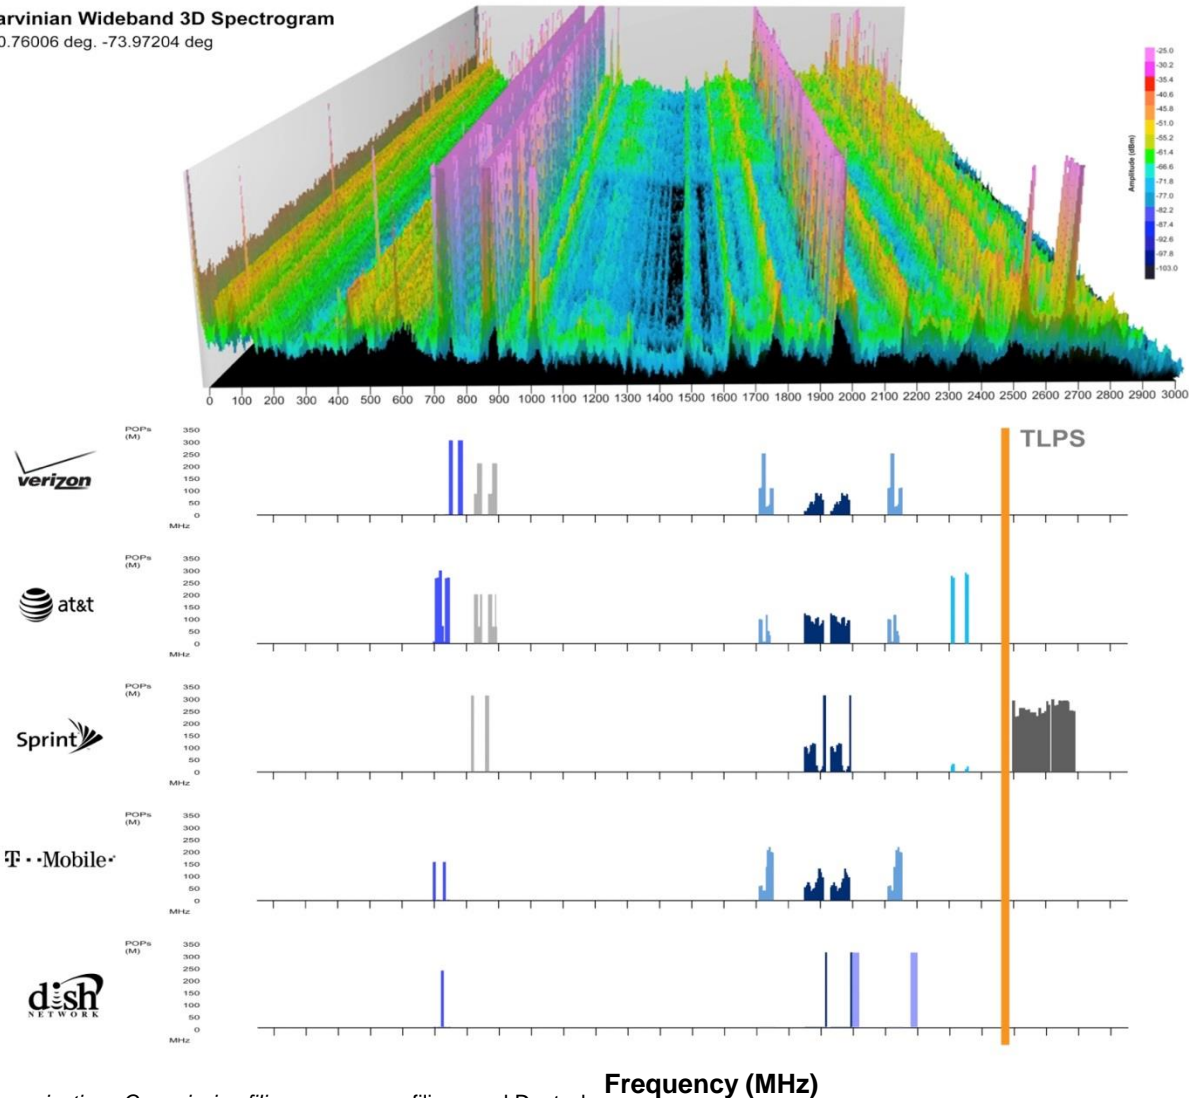 arvinian Wideband 3D Spectrogram
0.76006 deg. -73.97204 deg
-25.0
-30.2
-35.4
-40.6
-45.8
-51.0
-55.2
-61.4
-66.6
-71.8
-77.0
-82.2
-87.4
-92.6
-97.8
-103.0
Amplitude (dBm)
0 100 200 300 400 500 600 700 800 900 1000 1100 1200 1300 1400 1500 1600 1700 1800 1900 2000 2100 2200 2300 2400 2500 2600 2700 2800 2900 3000
TLPS
verizon
POPs
(M)
350
300
250
200
150
100
50
0
MHz
at&t
POPs
(M)
350
300
250
200
150
100
50
0
MHz
Sprint
POPs
(M)
350
300
250
200
150
100
50
0
MHz
T··Mobile·
POPs
(M)
350
300
250
200
150
100
50
0
MHz
dish
NETWORK
POPs
(M)
350
300
250
200
150
100
50
0
MHz
Frequency (MHz)